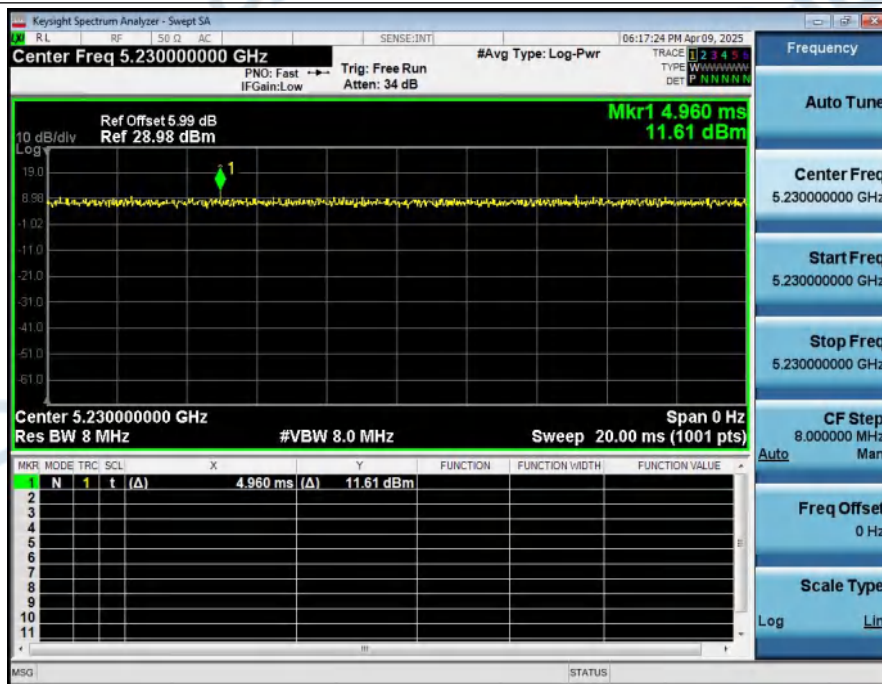 Keysight Spectrum Analyzer - Swept SA
RL RF 50 Ω AC SENSE:INT 06:17:24 PM Apr 09, 2025
Center Freq 5.230000000 GHz #Avg Type: Log-Pwr TRACE 1 2 3 4 5 6
PNO: Fast Trig: Free Run TYPE WWWWWW
IFGain:Low Atten: 34 dB DET P N N N N N
Mkr1 4.960 ms
Ref Offset 5.99 dB
10 dB/div Ref 28.98 dBm 11.61 dBm
Log
19.0
8.98
-1.02
-11.0
-21.0
-31.0
-41.0
-51.0
-61.0
1
Center 5.230000000 GHz Span 0 Hz
Res BW 8 MHz #VBW 8.0 MHz Sweep 20.00 ms (1001 pts)
MKR MODE TRC SCL X Y FUNCTION FUNCTION WIDTH FUNCTION VALUE
1 N 1 t (Δ) 4.960 ms (Δ) 11.61 dBm
2
3
4
5
6
7
8
9
10
11
MSG STATUS
Frequency
Auto Tune
Center Freq
5.230000000 GHz
Start Freq
5.230000000 GHz
Stop Freq
5.230000000 GHz
CF Step
8.000000 MHz
Auto Man
Freq Offset
0 Hz
Scale Type
Log Lin